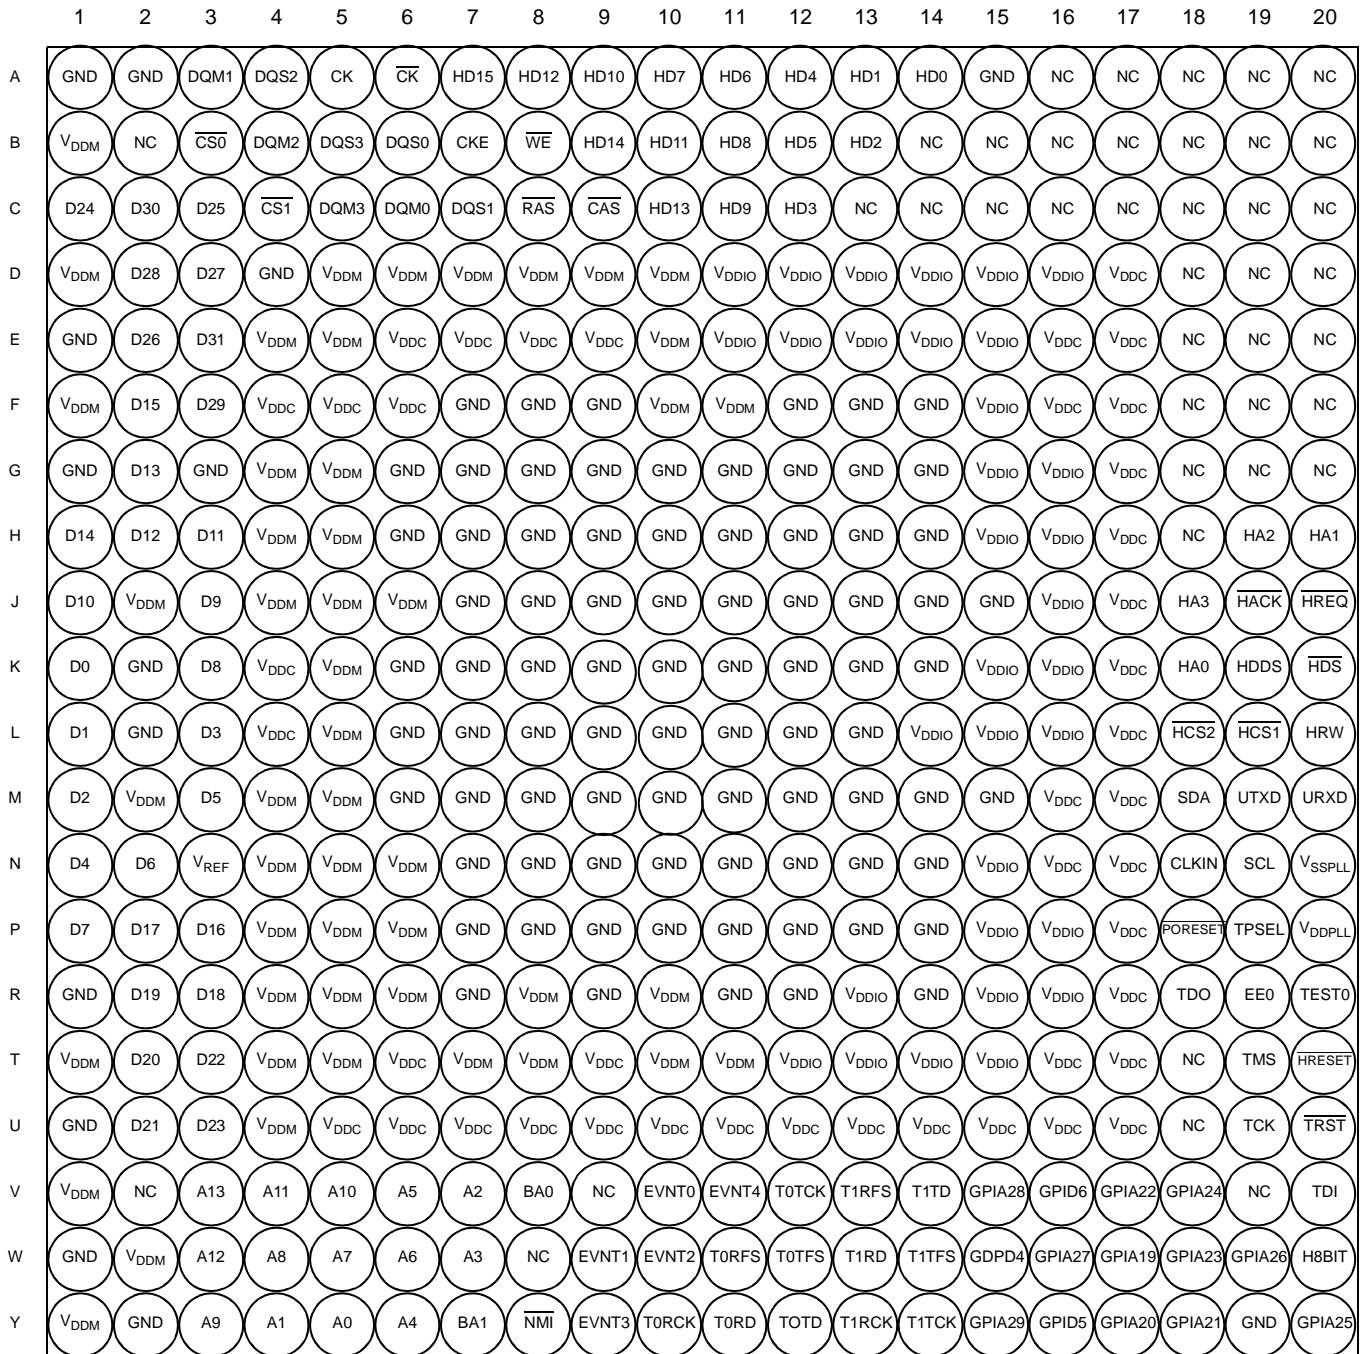 1 2 3 4 5 6 7 8 9 10 11 12 13 14 15 16 17 18 19 20
A GND GND DQM1 DQS2 CK CK HD15 HD12 HD10 HD7 HD6 HD4 HD1 HD0 GND NC NC NC NC NC
B VDDM NC CS0 DQM2 DQS3 DQS0 CKE WE HD14 HD11 HD8 HD5 HD2 NC NC NC NC NC NC NC
C D24 D30 D25 CS1 DQM3 DQM0 DQS1 RAS CAS HD13 HD9 HD3 NC NC NC NC NC NC NC NC
D VDDM D28 D27 GND VDDM VDDM VDDM VDDM VDDM VDDM VDDIO VDDIO VDDIO VDDIO VDDIO VDDIO VDDC NC NC NC
E GND D26 D31 VDDM VDDM VDDC VDDC VDDC VDDC VDDM VDDIO VDDIO VDDIO VDDIO VDDIO VDDC VDDC NC NC NC
F VDDM D15 D29 VDDC VDDC VDDC GND GND GND VDDM VDDM GND GND GND VDDIO VDDC VDDC NC NC NC
G GND D13 GND VDDM VDDM GND GND GND GND GND GND GND GND GND VDDIO VDDIO VDDC NC NC NC
H D14 D12 D11 VDDM VDDM GND GND GND GND GND GND GND GND GND VDDIO VDDIO VDDC NC HA2 HA1
J D10 VDDM D9 VDDM VDDM VDDM GND GND GND GND GND GND GND GND GND VDDIO VDDC HA3 HACK HREQ
K D0 GND D8 VDDC VDDM GND GND GND GND GND GND GND GND GND VDDIO VDDIO VDDC HA0 HDDS HDS
L D1 GND D3 VDDC VDDM GND GND GND GND GND GND GND GND VDDIO VDDIO VDDIO VDDC HCS2 HCS1 HRW
M D2 VDDM D5 VDDM VDDM GND GND GND GND GND GND GND GND GND GND VDDC VDDC SDA UTXD URXD
N D4 D6 VREF VDDM VDDM VDDM GND GND GND GND GND GND GND GND VDDIO VDDC VDDC CLKIN SCL VSSPLL
P D7 D17 D16 VDDM VDDM VDDM GND GND GND GND GND GND GND GND VDDIO VDDIO VDDC PORESET TPSEL VDDPLL
R GND D19 D18 VDDM VDDM VDDM GND VDDM GND VDDM GND GND VDDIO GND VDDIO VDDIO VDDC TDO EE0 TEST0
T VDDM D20 D22 VDDM VDDM VDDC VDDM VDDM VDDC VDDM VDDM VDDIO VDDIO VDDIO VDDIO VDDC VDDC NC TMS HRESET
U GND D21 D23 VDDM VDDC VDDC VDDC VDDC VDDC VDDC VDDC VDDC VDDC VDDC VDDC VDDC VDDC NC TCK TRST
V VDDM NC A13 A11 A10 A5 A2 BA0 NC EVNT0 EVNT4 T0TCK T1RFS T1TD GPIA28 GPID6 GPIA22 GPIA24 NC TDI
W GND VDDM A12 A8 A7 A6 A3 NC EVNT1 EVNT2 T0RFS T0TFS T1RD T1TFS GDPD4 GPIA27 GPIA19 GPIA23 GPIA26 H8BIT
Y VDDM GND A9 A1 A0 A4 BA1 NMI EVNT3 T0RCK T0RD TOTD T1RCK T1TCK GPIA29 GPID5 GPIA20 GPIA21 GND GPIA25